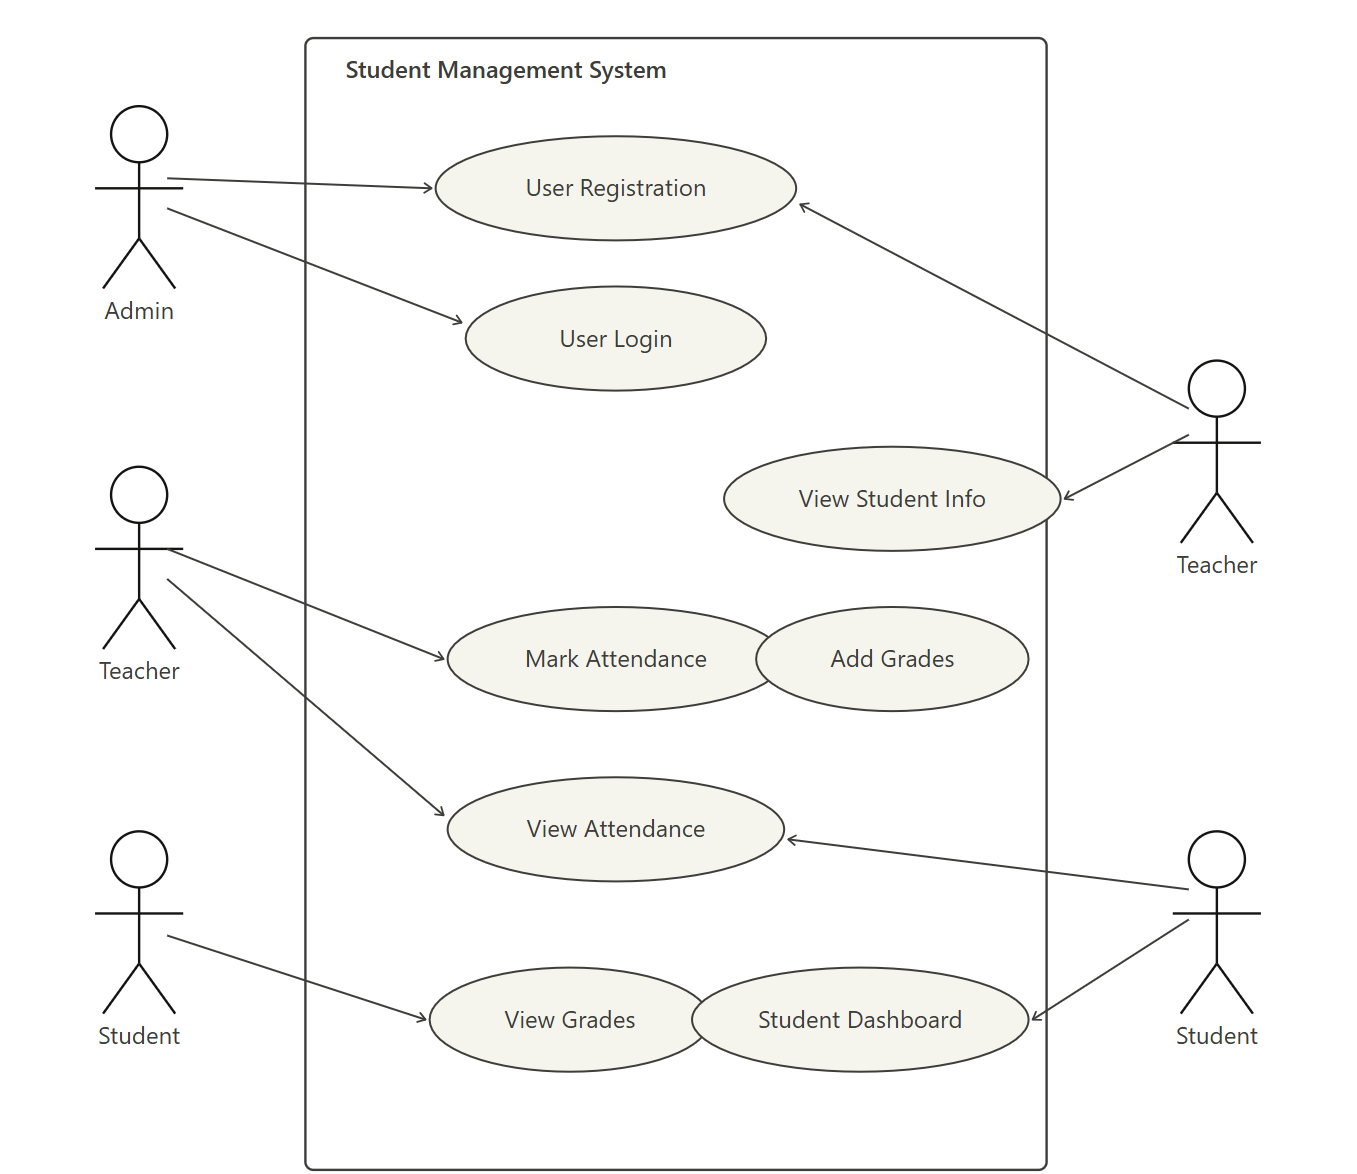 Student Management System
User Registration
Admin
User Login
View Student Info
Teacher
Mark Attendance
Add Grades
Teacher
View Attendance
View Grades
Student Dashboard
Student
Student